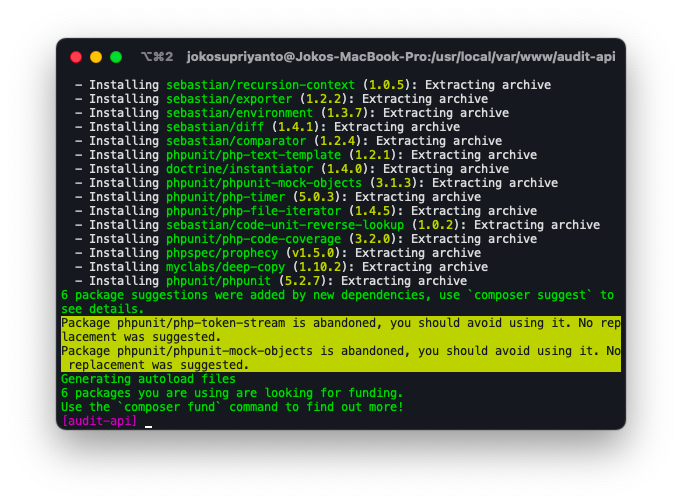 ⌥⌘2 jokosupriyanto@Jokos-MacBook-Pro:/usr/local/var/www/audit-api
- Installing sebastian/recursion-context (1.0.5): Extracting archive
- Installing sebastian/exporter (1.2.2): Extracting archive
- Installing sebastian/environment (1.3.7): Extracting archive
- Installing sebastian/diff (1.4.1): Extracting archive
- Installing sebastian/comparator (1.2.4): Extracting archive
- Installing phpunit/php-text-template (1.2.1): Extracting archive
- Installing doctrine/instantiator (1.4.0): Extracting archive
- Installing phpunit/phpunit-mock-objects (3.1.3): Extracting archive
- Installing phpunit/php-timer (5.0.3): Extracting archive
- Installing phpunit/php-file-iterator (1.4.5): Extracting archive
- Installing sebastian/code-unit-reverse-lookup (1.0.2): Extracting archive
- Installing phpunit/php-code-coverage (3.2.0): Extracting archive
- Installing phpspec/prophecy (v1.5.0): Extracting archive
- Installing myclabs/deep-copy (1.10.2): Extracting archive
- Installing phpunit/phpunit (5.2.7): Extracting archive
6 package suggestions were added by new dependencies, use `composer suggest` to
see details.
Package phpunit/php-token-stream is abandoned, you should avoid using it. No rep
lacement was suggested.
Package phpunit/phpunit-mock-objects is abandoned, you should avoid using it. No
replacement was suggested.
Generating autoload files
6 packages you are using are looking for funding.
Use the `composer fund` command to find out more!
[audit-api] _